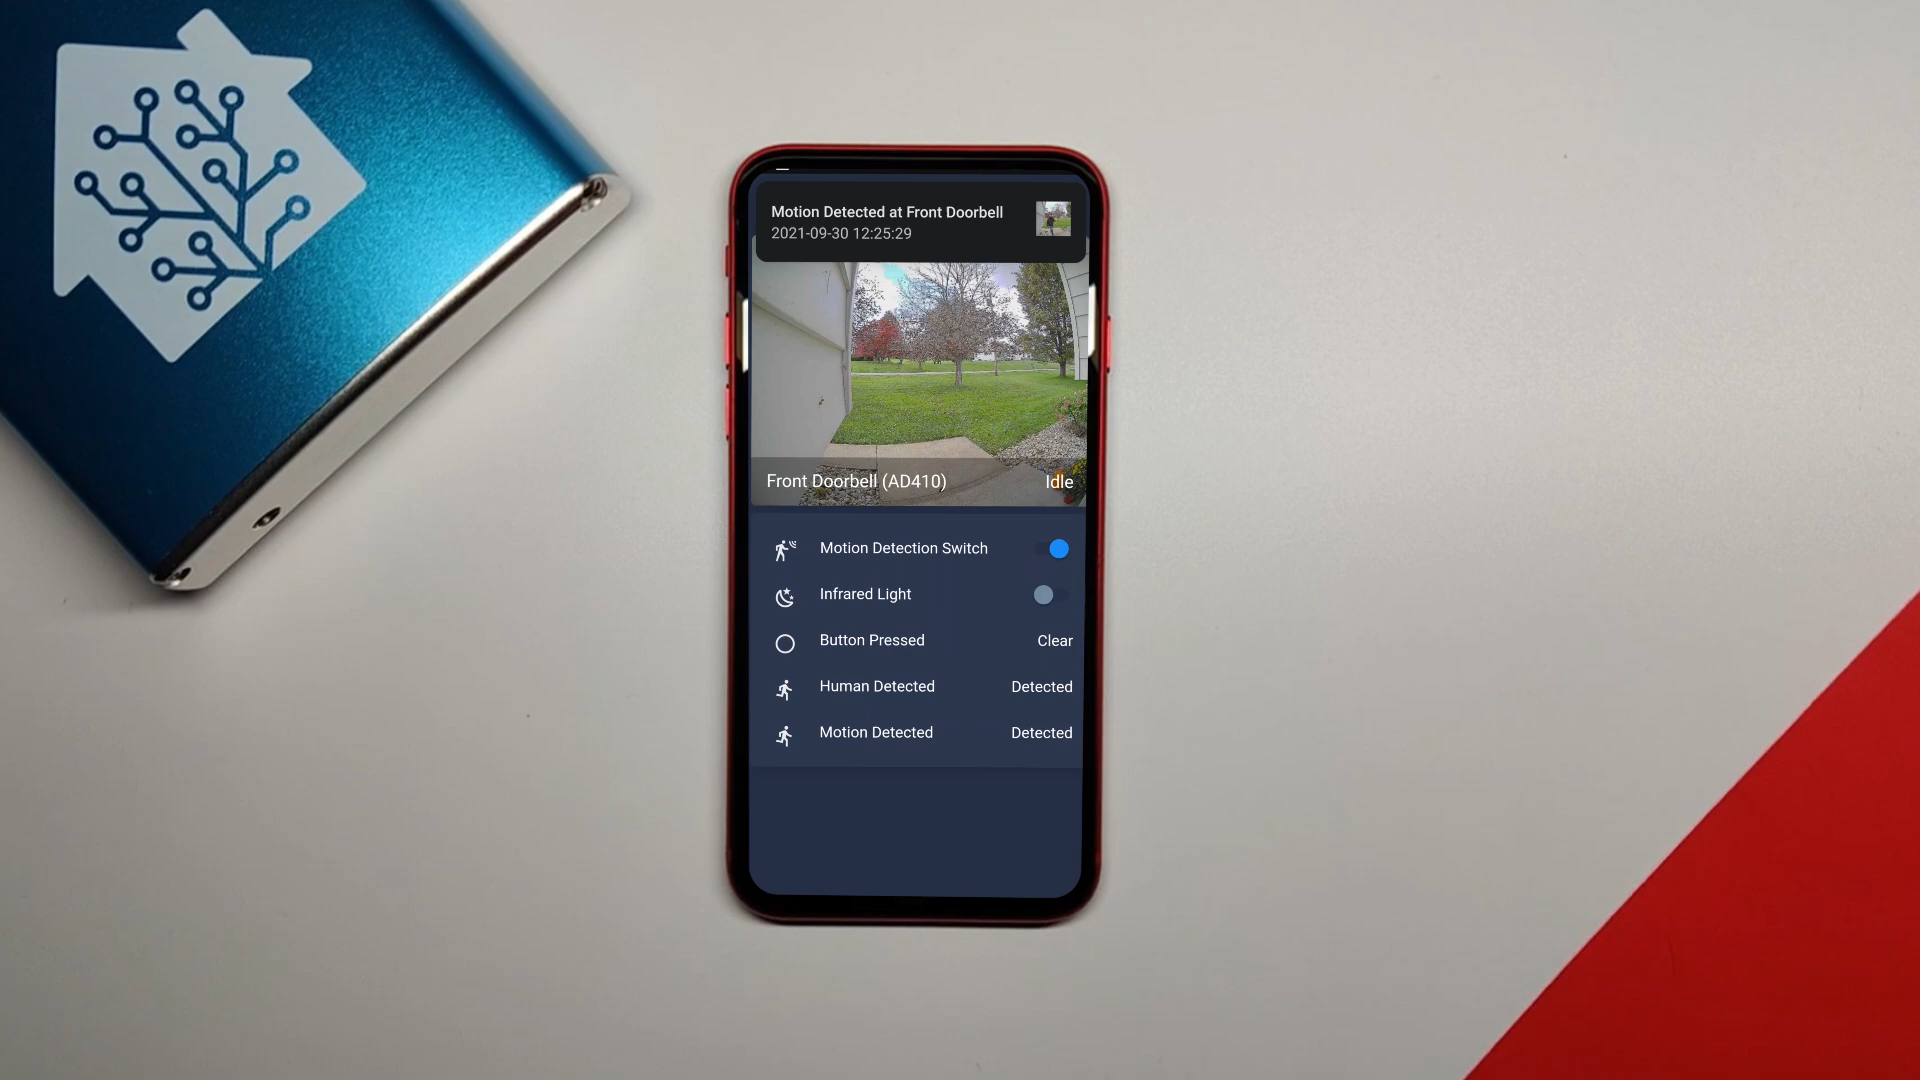 Motion Detected at Front Doorbell
2021-09-30 12:25:29
Front Doorbell (AD410) Idle
Motion Detection Switch
Infrared Light
Button Pressed Clear
Human Detected Detected
Motion Detected Detected